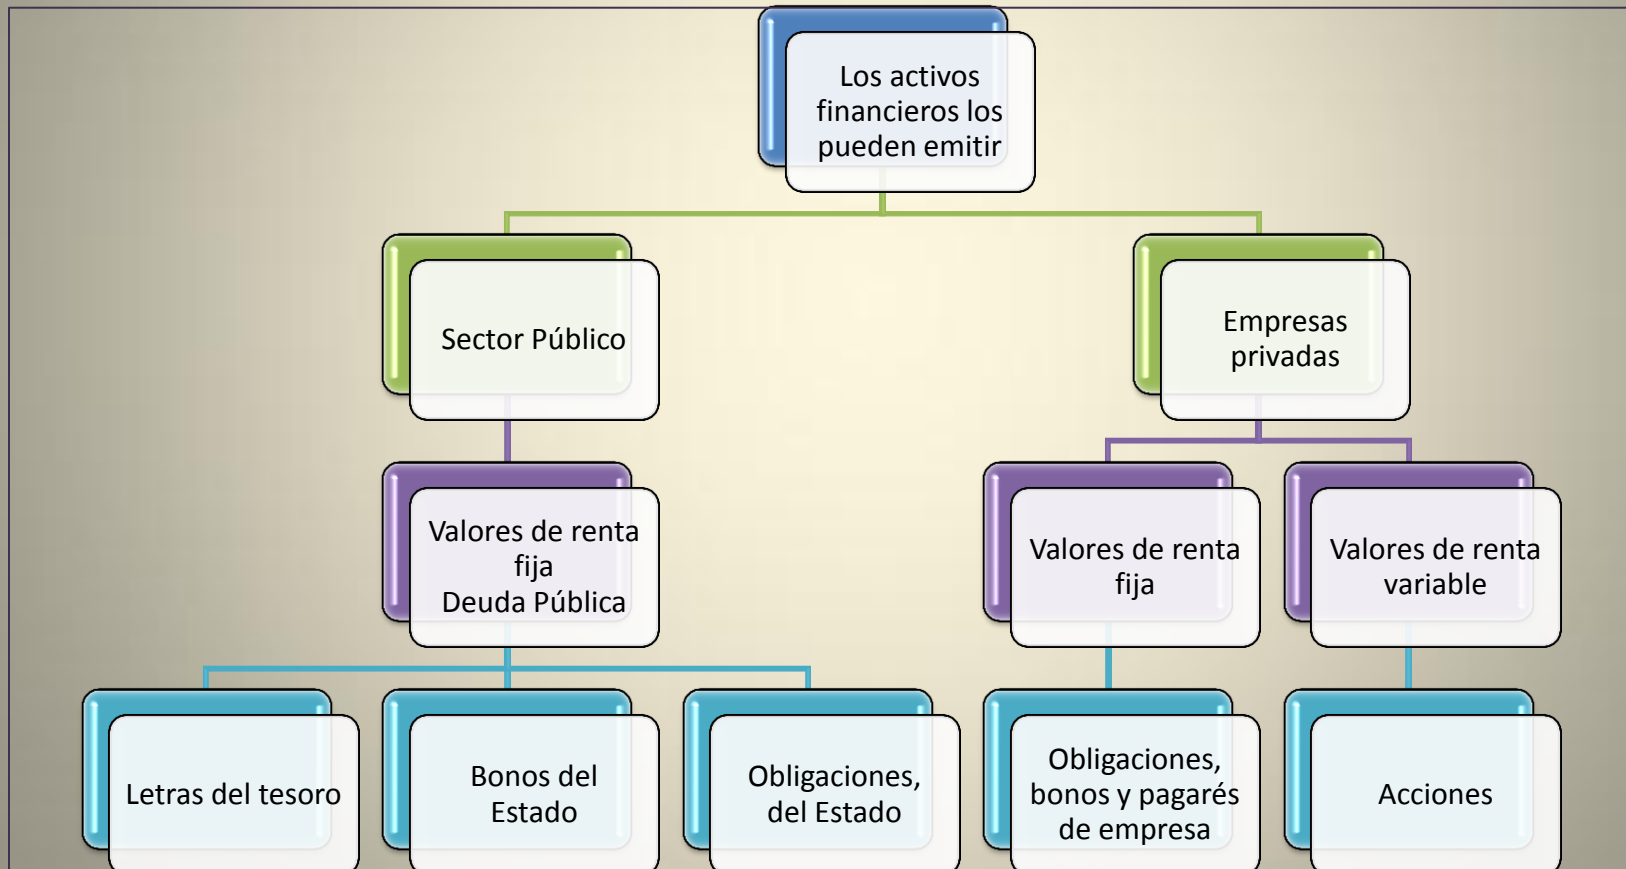 Los activos
financieros los
pueden emitir
Sector Público
Empresas
privadas
Valores de renta
fija
Deuda Pública
Valores de renta
fija
Valores de renta
variable
Letras del tesoro
Bonos del
Estado
Obligaciones,
del Estado
Obligaciones,
bonos y pagarés
de empresa
Acciones